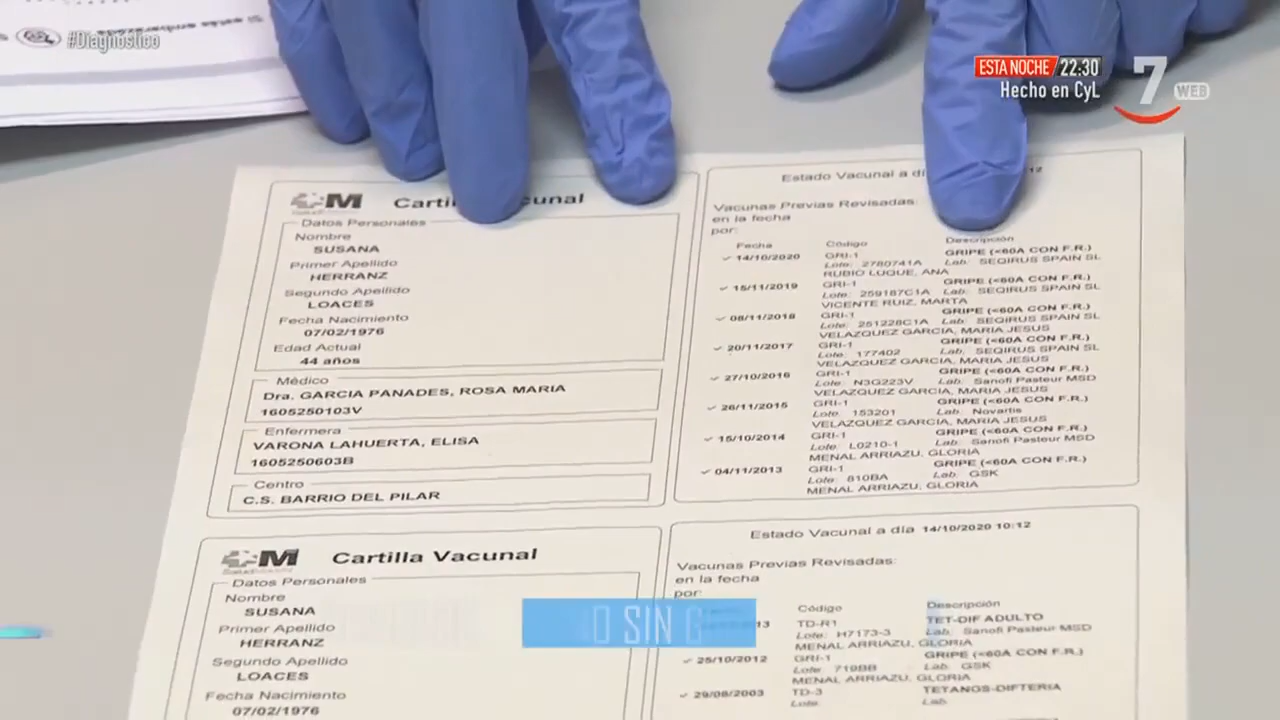 #Diagnóstico
ESTA NOCHE 22:30
Hecho en CyL
7 WEB
M
Datos Personales
Nombre
SUSANA
Primer Apellido
HERRANZ
Segundo Apellido
LOACES
Fecha Nacimiento
07/02/1976
Edad Actual
44 años
Médico
Dra. GARCIA PANADES, ROSA MARIA
1605250103V
Enfermera
VARONA LAHUERTA, ELISA
1605250603B
Centro
C.S. BARRIO DEL PILAR
Estado Vacunal a
Vacunas Previas Revisadas:
en la fecha
por:
Fecha Código Descripción
14/10/2020 GRI-1 GRIPE (<60A CON F.R.)
Lote: 2780741A Lab: SEQIRUS SPAIN SL
RUBIO LUQUE, ANA
15/11/2019 GRI-1 GRIPE (<60A CON F.R.)
Lote: 259187C1A Lab: SEQIRUS SPAIN SL
VICENTE RUIZ, MARTA
08/11/2018 GRI-1 GRIPE (<60A CON F.R.)
Lote: 251228C1A Lab: SEQIRUS SPAIN SL
VELAZQUEZ GARCIA, MARIA JESUS
20/11/2017 GRI-1 GRIPE (<60A CON F.R.)
Lote: 177402 Lab: SEQIRUS SPAIN SL
VELAZQUEZ GARCIA, MARIA JESUS
27/10/2016 GRI-1 GRIPE (<60A CON F.R.)
Lote: N3G223V Lab: Sanofi Pasteur MSD
VELAZQUEZ GARCIA, MARIA JESUS
26/11/2015 GRI-1 GRIPE (<60A CON F.R.)
Lote: 153201 Lab: Novartis
VELAZQUEZ GARCIA, MARIA JESUS
15/10/2014 GRI-1 GRIPE (<60A CON F.R.)
Lote: L0210-1 Lab: Sanofi Pasteur MSD
MENAL ARRIAZU, GLORIA
04/11/2013 GRI-1 GRIPE (<60A CON F.R.)
Lote: 810BA Lab: GSK
MENAL ARRIAZU, GLORIA
M Cartilla Vacunal
Datos Personales
Nombre
SUSANA
Primer Apellido
HERRANZ
Segundo Apellido
LOACES
Fecha Nacimiento
07/02/1976
Estado Vacunal a día 14/10/2020 10:12
Vacunas Previas Revisadas:
en la fecha
por:
Código Descripción
TD-R1 TET-DIF ADULTO
Lote: H7173-3 Lab: Sanofi Pasteur MSD
MENAL ARRIAZU, GLORIA
25/10/2012 GRI-1 GRIPE (<60A CON F.R.)
Lote: 719BB Lab: GSK
MENAL ARRIAZU, GLORIA
29/08/2003 TD-3 TETANOS-DIFTERIA
Lote: Lab:
SIN